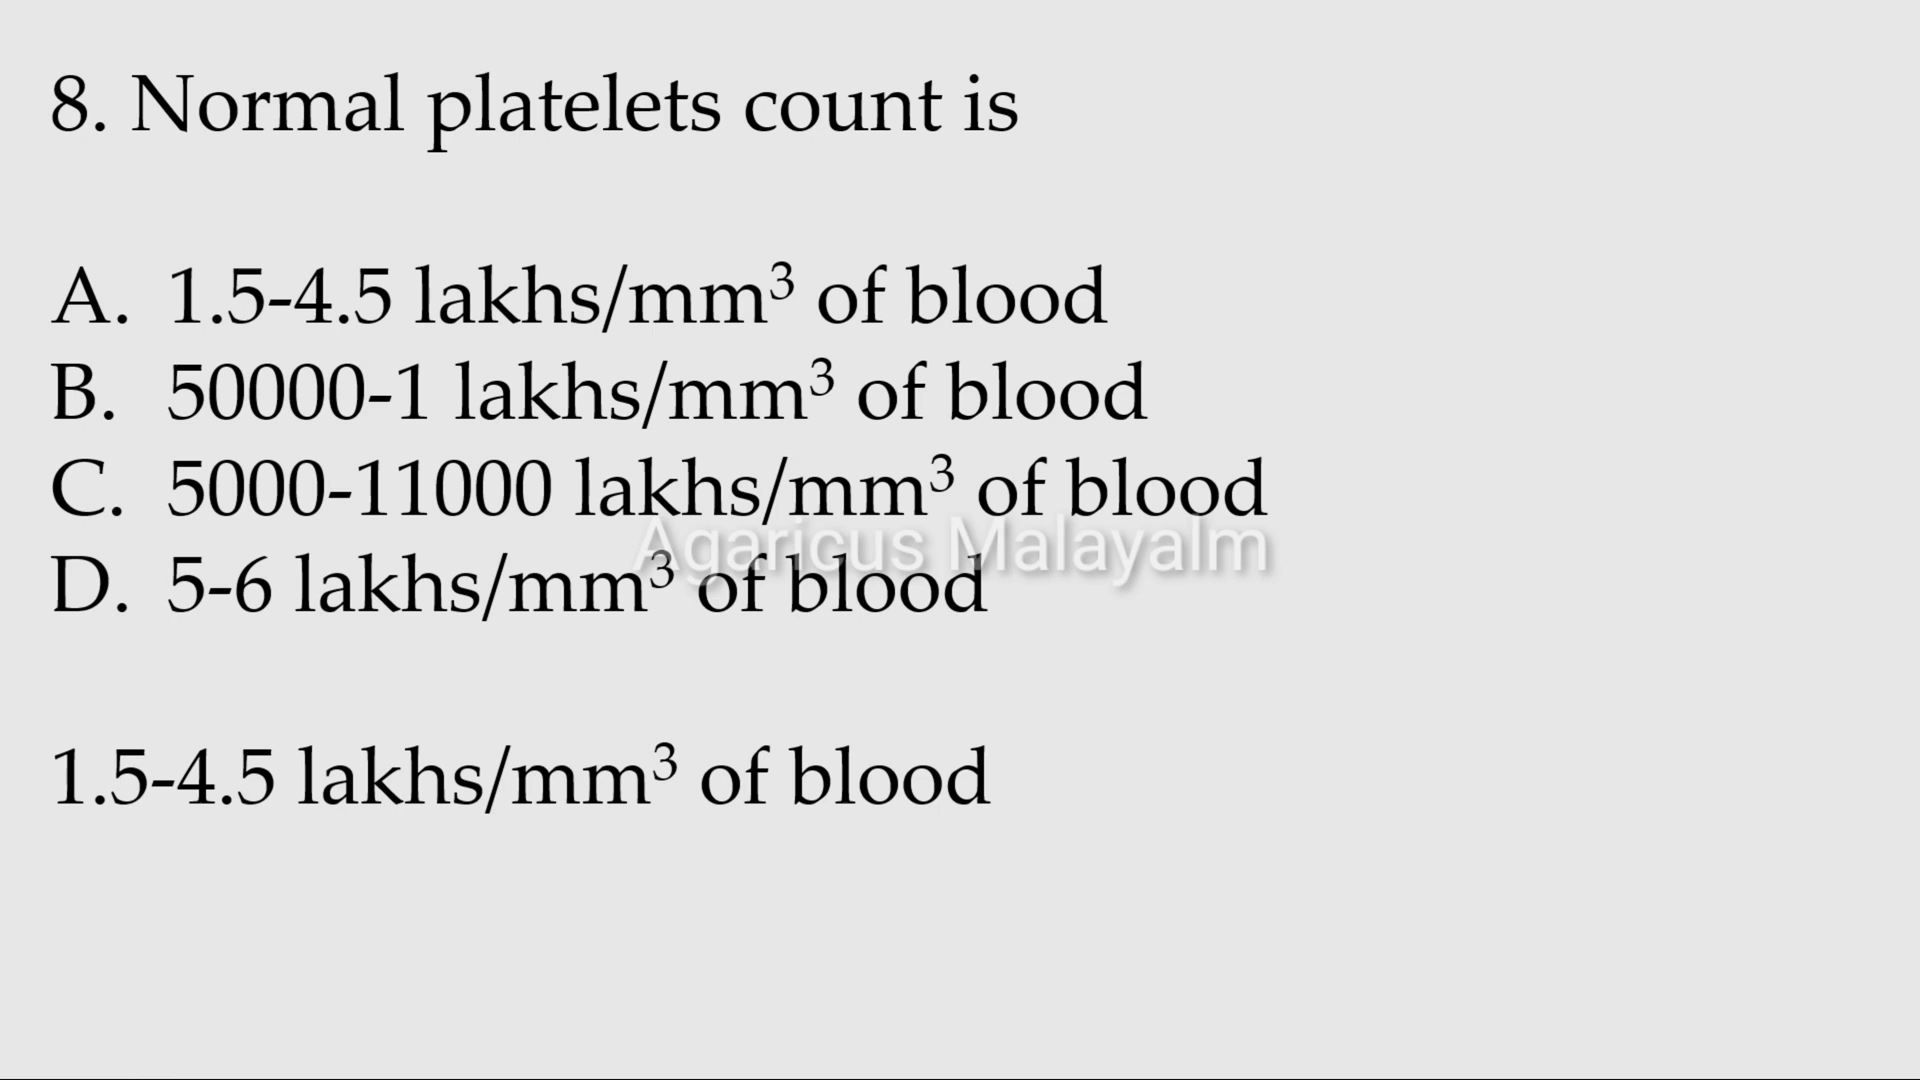 8. Normal platelets count is
A. 1.5-4.5 lakhs/mm³ of blood
B. 50000-1 lakhs/mm³ of blood
C. 5000-11000 lakhs/mm³ of blood
Agaricus Malayalm
D. 5-6 lakhs/mm³ of blood
1.5-4.5 lakhs/mm³ of blood